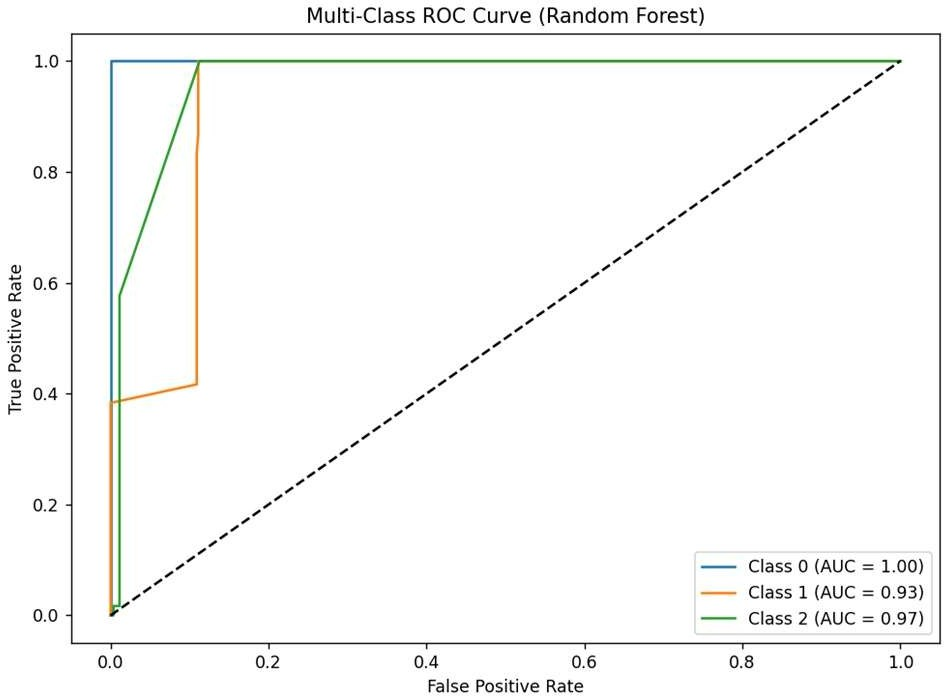 Multi-Class ROC Curve (Random Forest)
1.0
0.8
0.6
0.4
0.2
0.0
True Positive Rate
Class 0 (AUC = 1.00)
Class 1 (AUC = 0.93)
Class 2 (AUC = 0.97)
0.0 0.2 0.4 0.6 0.8 1.0
False Positive Rate